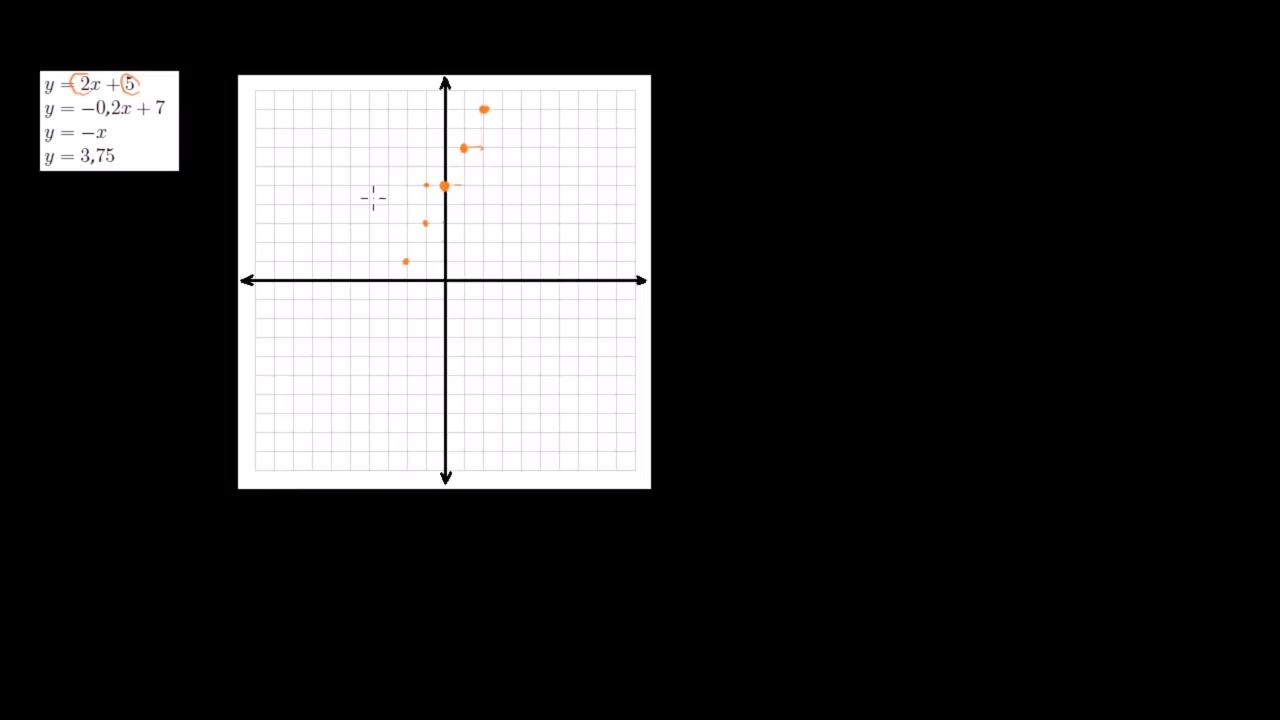 y = 2x + 5
y = −0,2x + 7
y = −x
y = 3,75